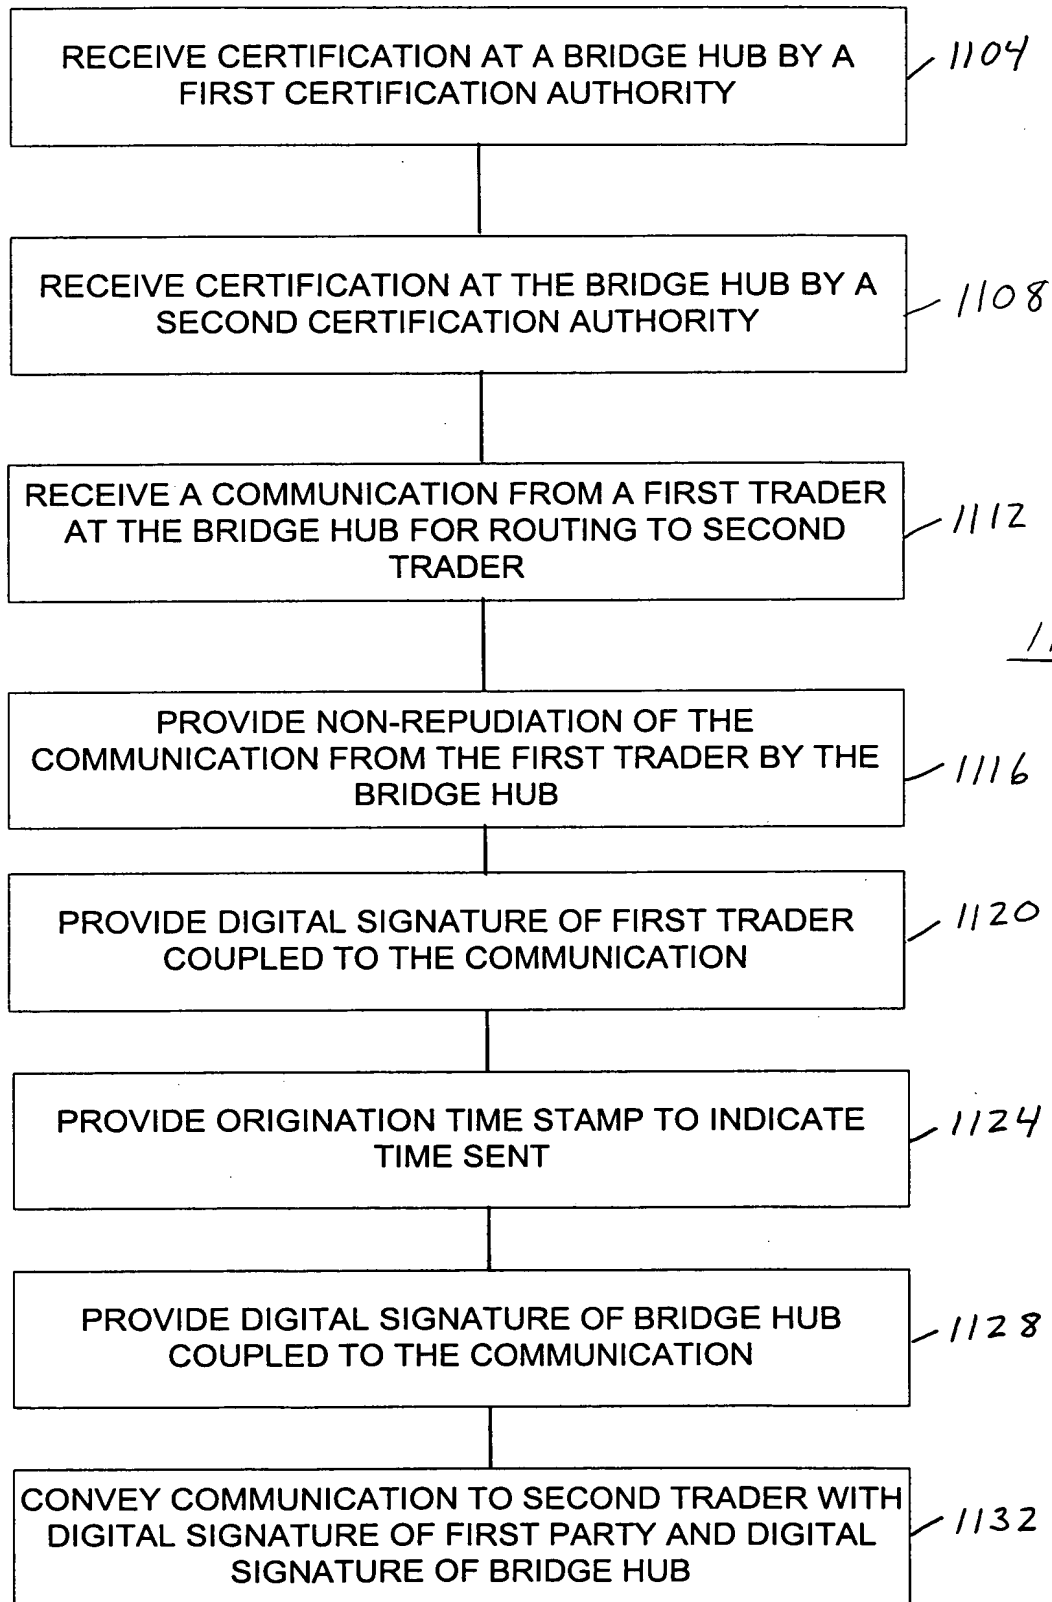 RECEIVE CERTIFICATION AT A BRIDGE HUB BY A
FIRST CERTIFICATION AUTHORITY
1104
RECEIVE CERTIFICATION AT THE BRIDGE HUB BY A
SECOND CERTIFICATION AUTHORITY
1108
RECEIVE A COMMUNICATION FROM A FIRST TRADER
AT THE BRIDGE HUB FOR ROUTING TO SECOND
TRADER
1112
PROVIDE NON-REPUDIATION OF THE
COMMUNICATION FROM THE FIRST TRADER BY THE
BRIDGE HUB
1116
PROVIDE DIGITAL SIGNATURE OF FIRST TRADER
COUPLED TO THE COMMUNICATION
1120
PROVIDE ORIGINATION TIME STAMP TO INDICATE
TIME SENT
1124
PROVIDE DIGITAL SIGNATURE OF BRIDGE HUB
COUPLED TO THE COMMUNICATION
1128
CONVEY COMMUNICATION TO SECOND TRADER WITH
DIGITAL SIGNATURE OF FIRST PARTY AND DIGITAL
SIGNATURE OF BRIDGE HUB
1132